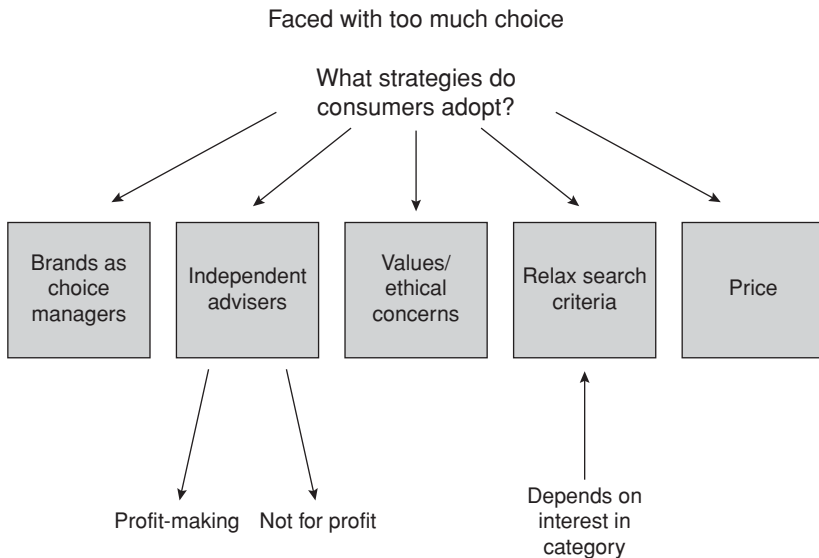 Faced with too much choice
What strategies do
consumers adopt?
Brands as
choice
managers
Independent
advisers
Values/
ethical
concerns
Relax search
criteria
Price
Profit-making
Not for profit
Depends on
interest in
category